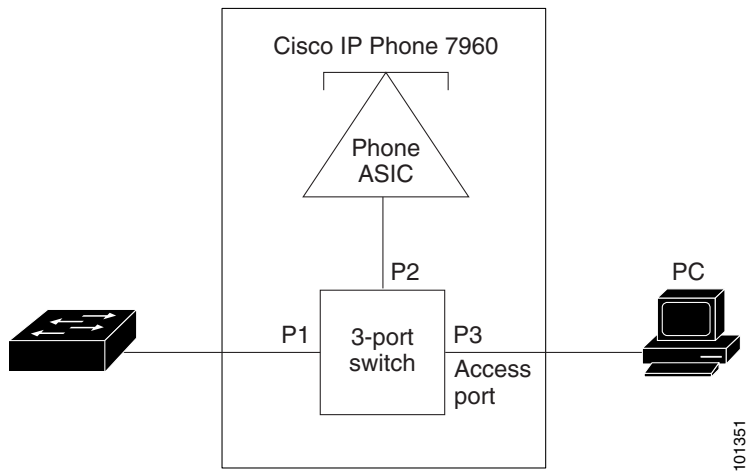 Cisco IP Phone 7960
Phone
ASIC
P2
PC
P1
3-port
switch
P3
Access
port
101351